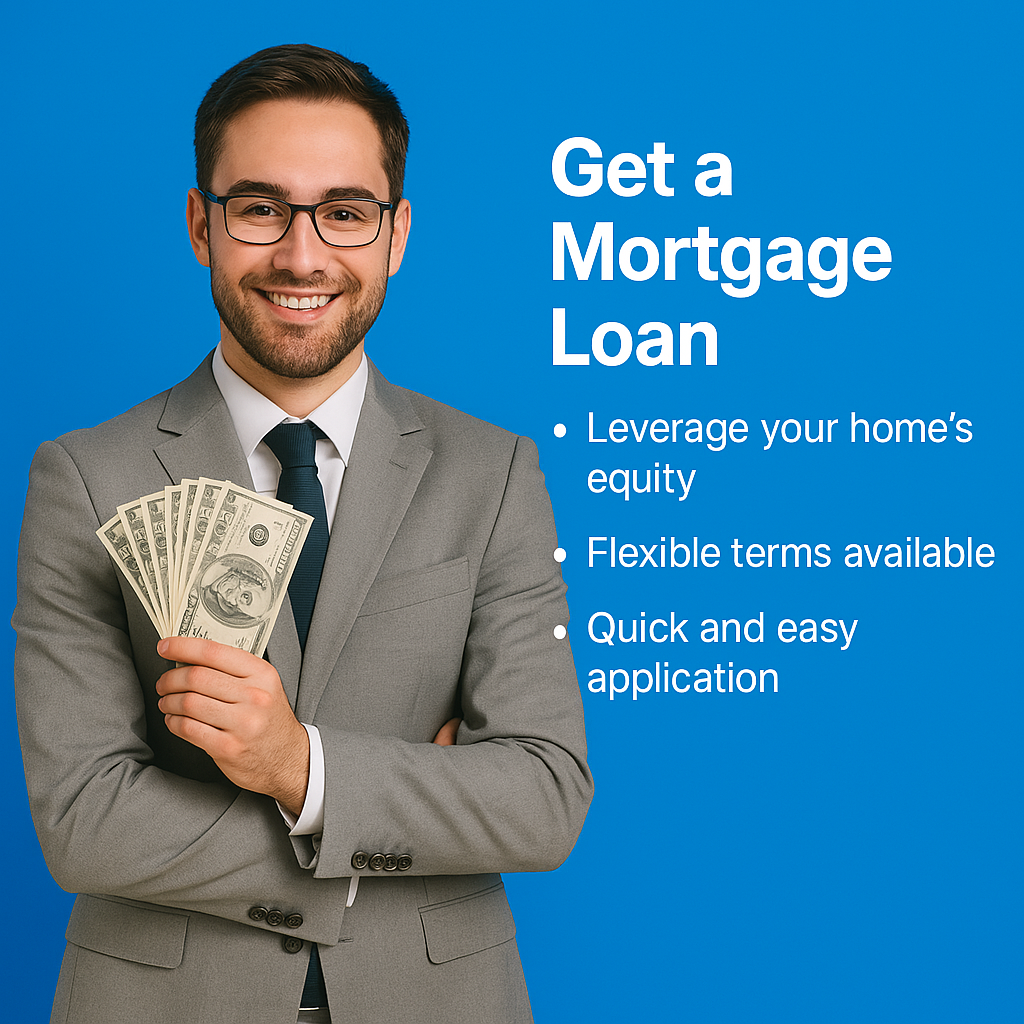 Get a
Mortgage
Loan
• Leverage your home’s
equity
• Flexible terms available
• Quick and easy
application